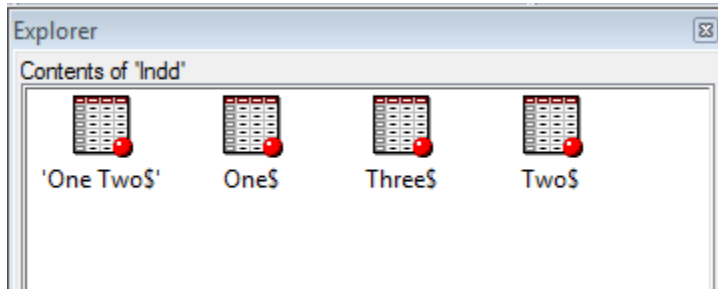 Explorer
Contents of 'Indd'
'One Two$' One$ Three$ Two$